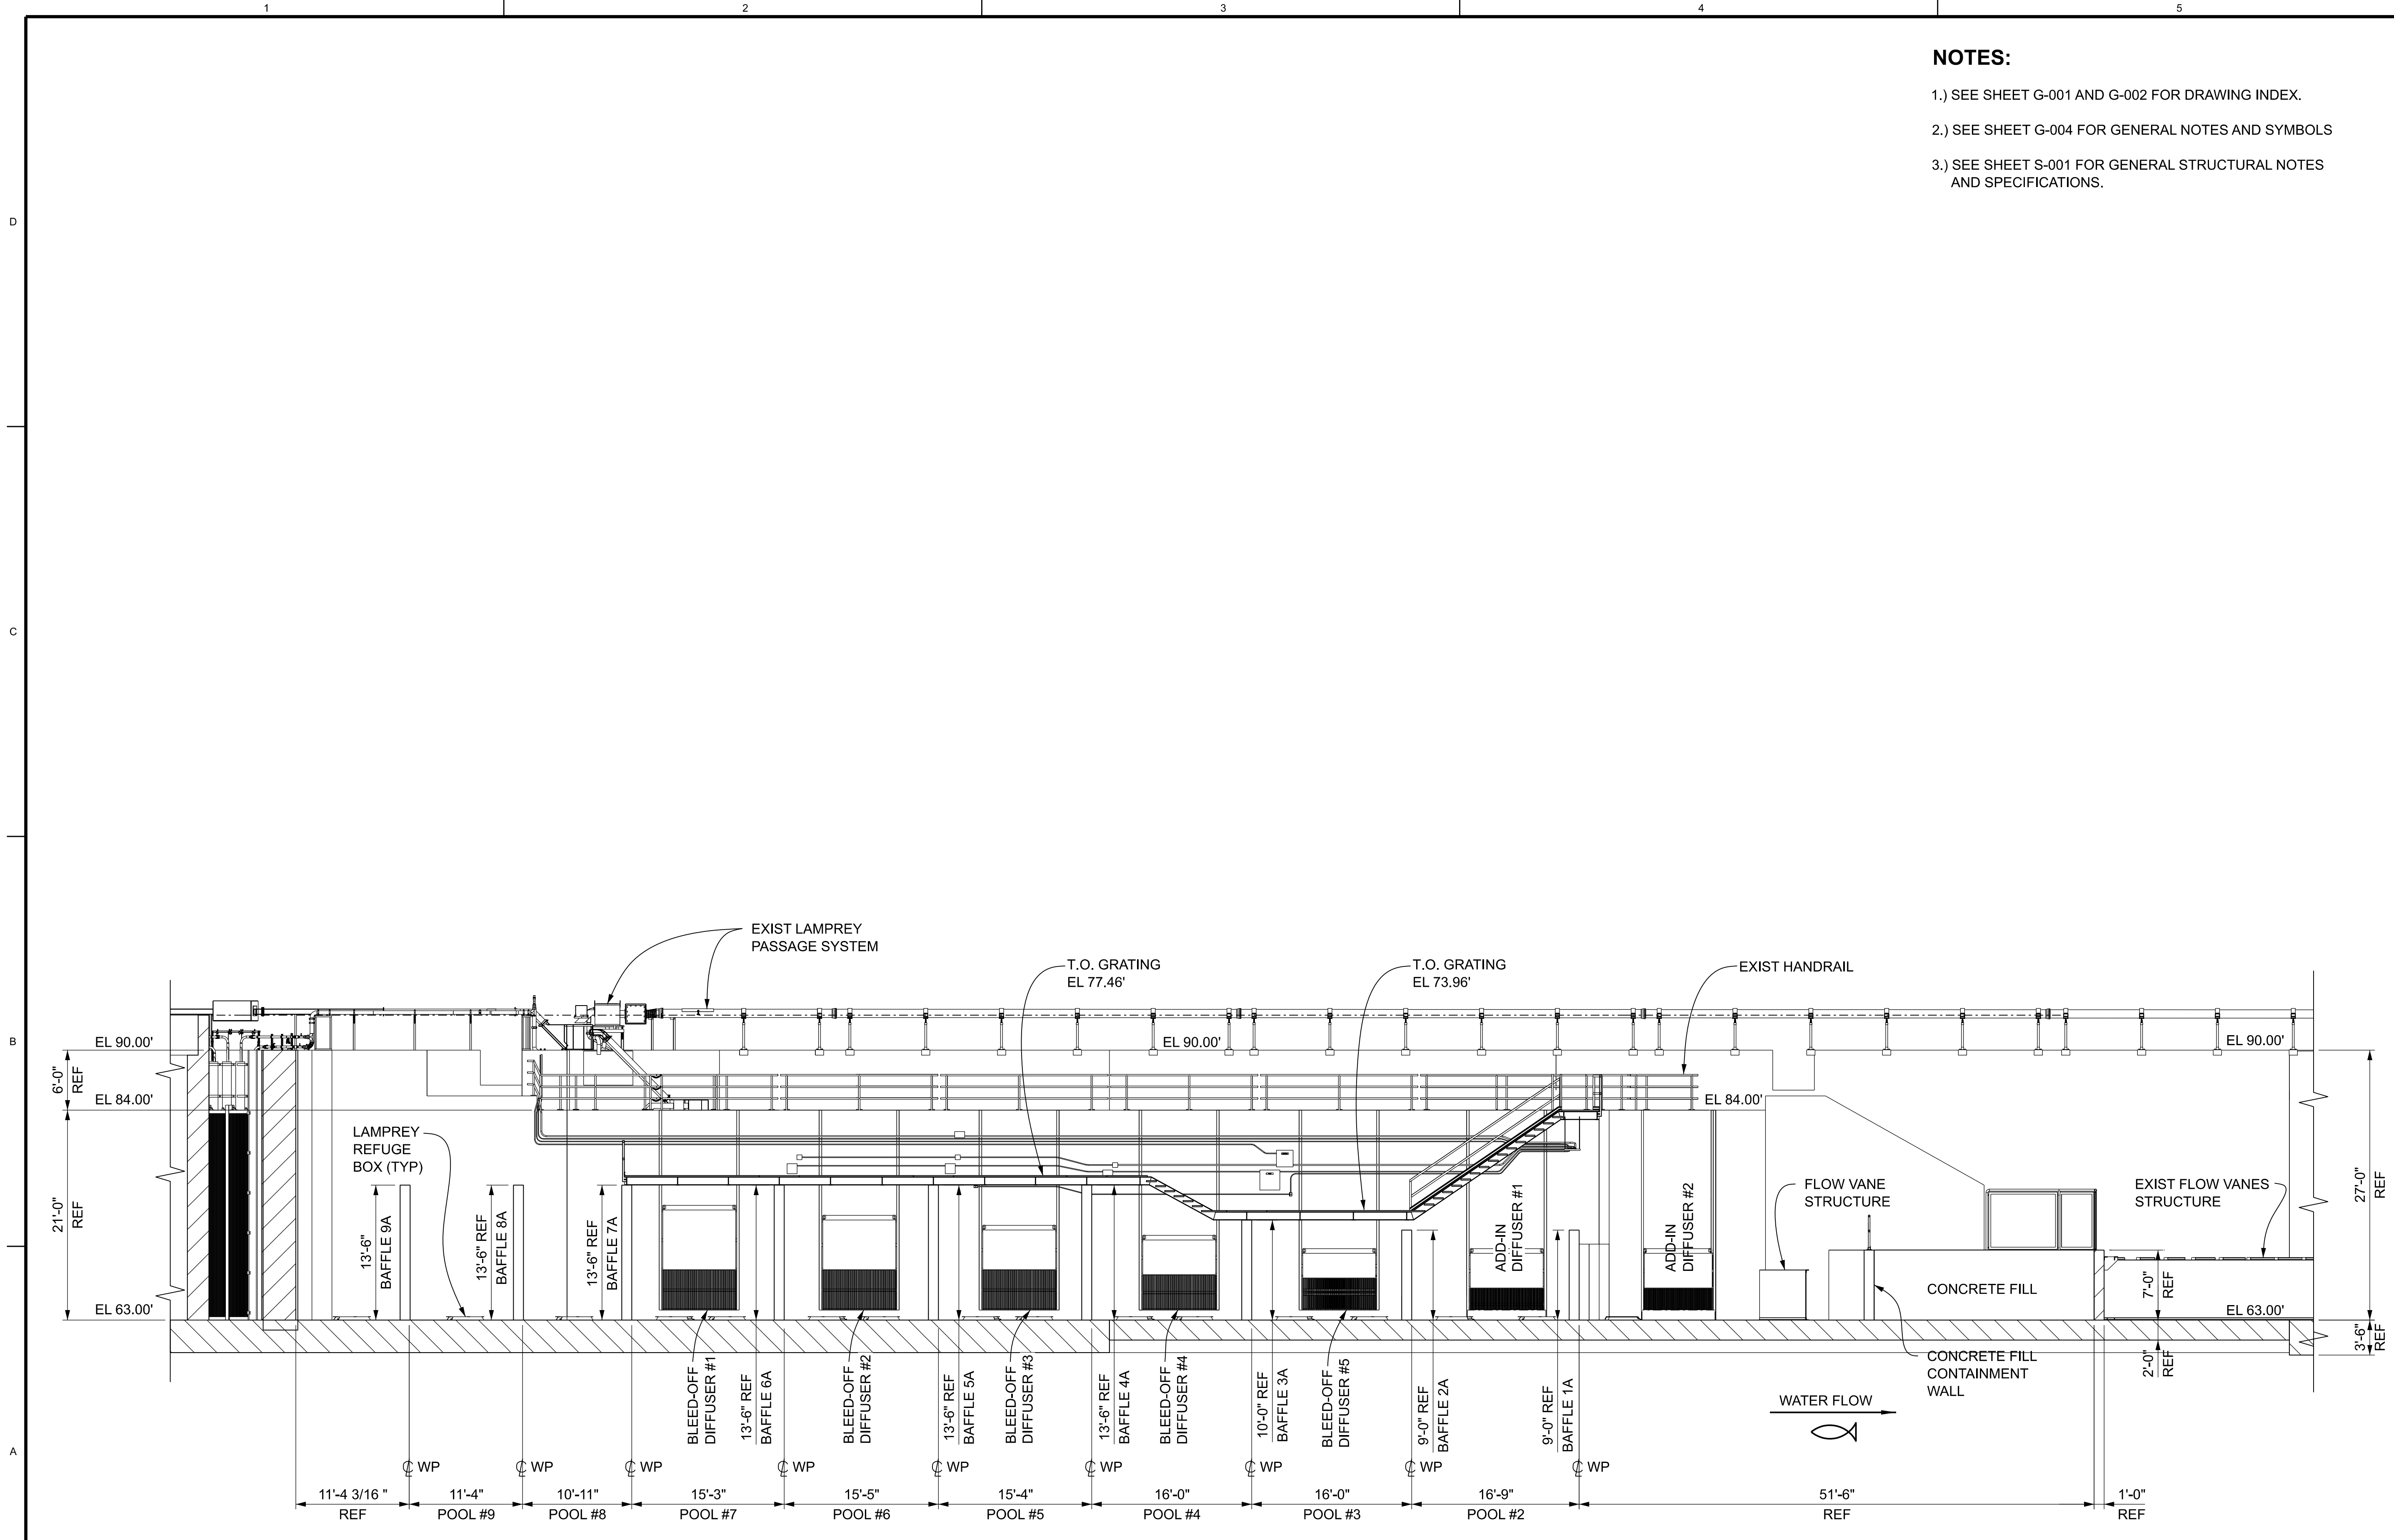 1
2
3
4
5
NOTES:
1.) SEE SHEET G-001 AND G-002 FOR DRAWING INDEX.
2.) SEE SHEET G-004 FOR GENERAL NOTES AND SYMBOLS
3.) SEE SHEET S-001 FOR GENERAL STRUCTURAL NOTES
AND SPECIFICATIONS.
D
C
B
A
EXIST LAMPREY
PASSAGE SYSTEM
T.O. GRATING
EL 77.46'
T.O. GRATING
EL 73.96'
EXIST HANDRAIL
EL 90.00'
EL 90.00'
EL 90.00'
6'-0"
REF
EL 84.00'
EL 84.00'
21'-0"
REF
EL 63.00'
EL 63.00'
27'-0"
REF
LAMPREY
REFUGE
BOX (TYP)
13'-6"
BAFFLE 9A
13'-6" REF
BAFFLE 8A
13'-6" REF
BAFFLE 7A
BLEED-OFF
DIFFUSER #1
13'-6" REF
BAFFLE 6A
BLEED-OFF
DIFFUSER #2
13'-6" REF
BAFFLE 5A
BLEED-OFF
DIFFUSER #3
13'-6" REF
BAFFLE 4A
BLEED-OFF
DIFFUSER #4
10'-0" REF
BAFFLE 3A
BLEED-OFF
DIFFUSER #5
9'-0" REF
BAFFLE 2A
ADD-IN
DIFFUSER #1
9'-0" REF
BAFFLE 1A
ADD-IN
DIFFUSER #2
FLOW VANE
STRUCTURE
EXIST FLOW VANES
STRUCTURE
CONCRETE FILL
7'-0"
REF
2'-0"
REF
3'-6"
REF
CONCRETE FILL
CONTAINMENT
WALL
WATER FLOW
℄ WP
℄ WP
℄ WP
℄ WP
℄ WP
℄ WP
℄ WP
℄ WP
℄ WP
11'-4 3/16 "
REF
11'-4"
POOL #9
10'-11"
POOL #8
15'-3"
POOL #7
15'-5"
POOL #6
15'-4"
POOL #5
16'-0"
POOL #4
16'-0"
POOL #3
16'-9"
POOL #2
51'-6"
REF
1'-0"
REF